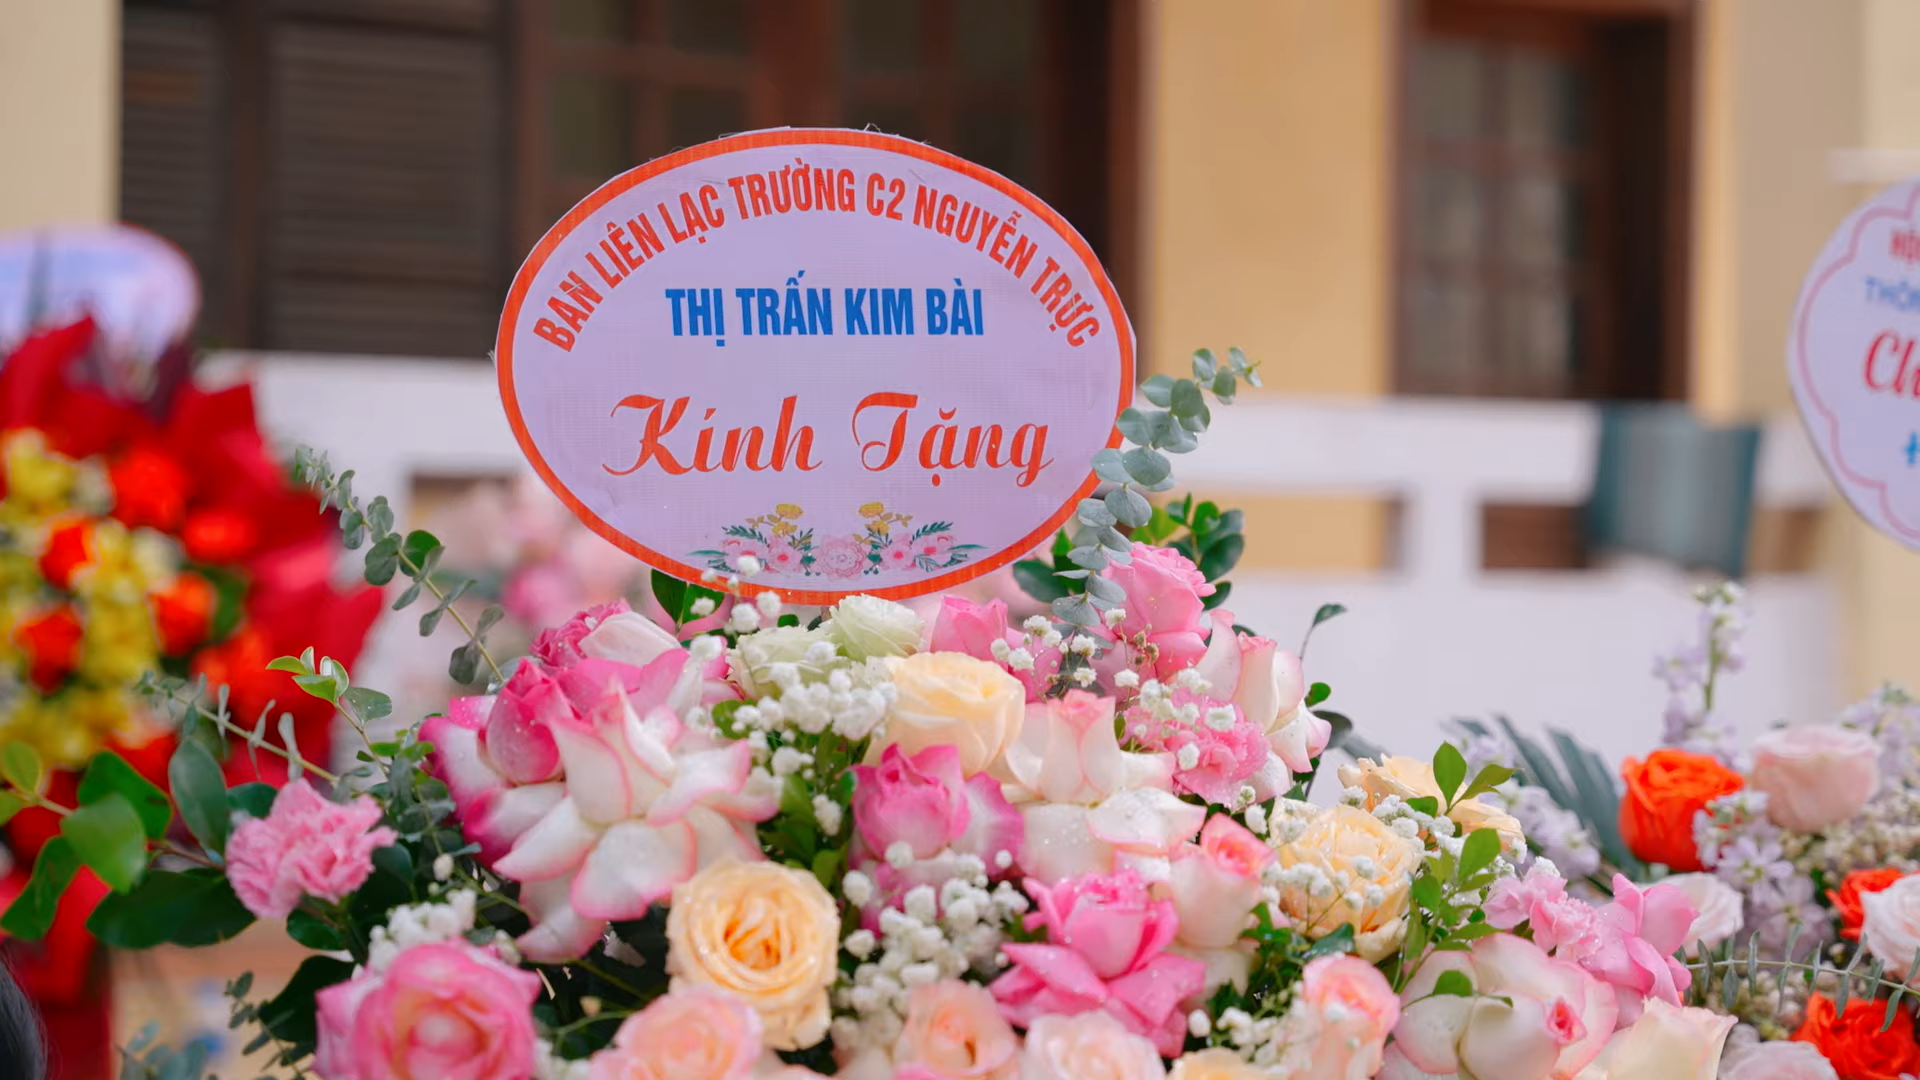 BAN LIÊN LẠC TRƯỜNG C2 NGUYỄN TRỰC
THỊ TRẤN KIM BÀI
Kính Tặng